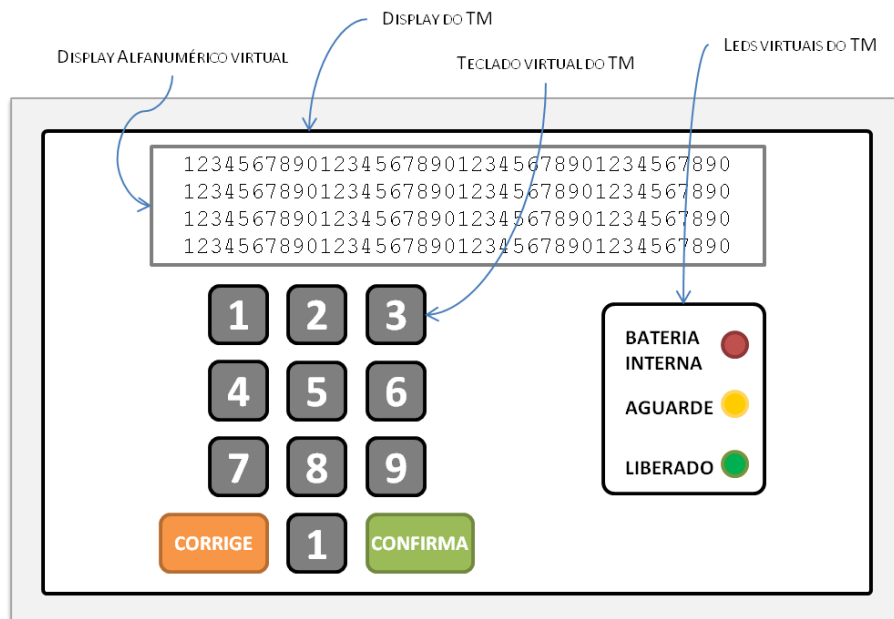 DISPLAY DO TM
DISPLAY ALFANUMÉRICO VIRTUAL
TECLADO VIRTUAL DO TM
LEDS VIRTUAIS DO TM
1234567890123456789012345678901234567890
1234567890123456789012345678901234567890
1234567890123456789012345678901234567890
1234567890123456789012345678901234567890
1 2 3
4 5 6
7 8 9
CORRIGE 1 CONFIRMA
BATERIA
INTERNA
AGUARDE
LIBERADO